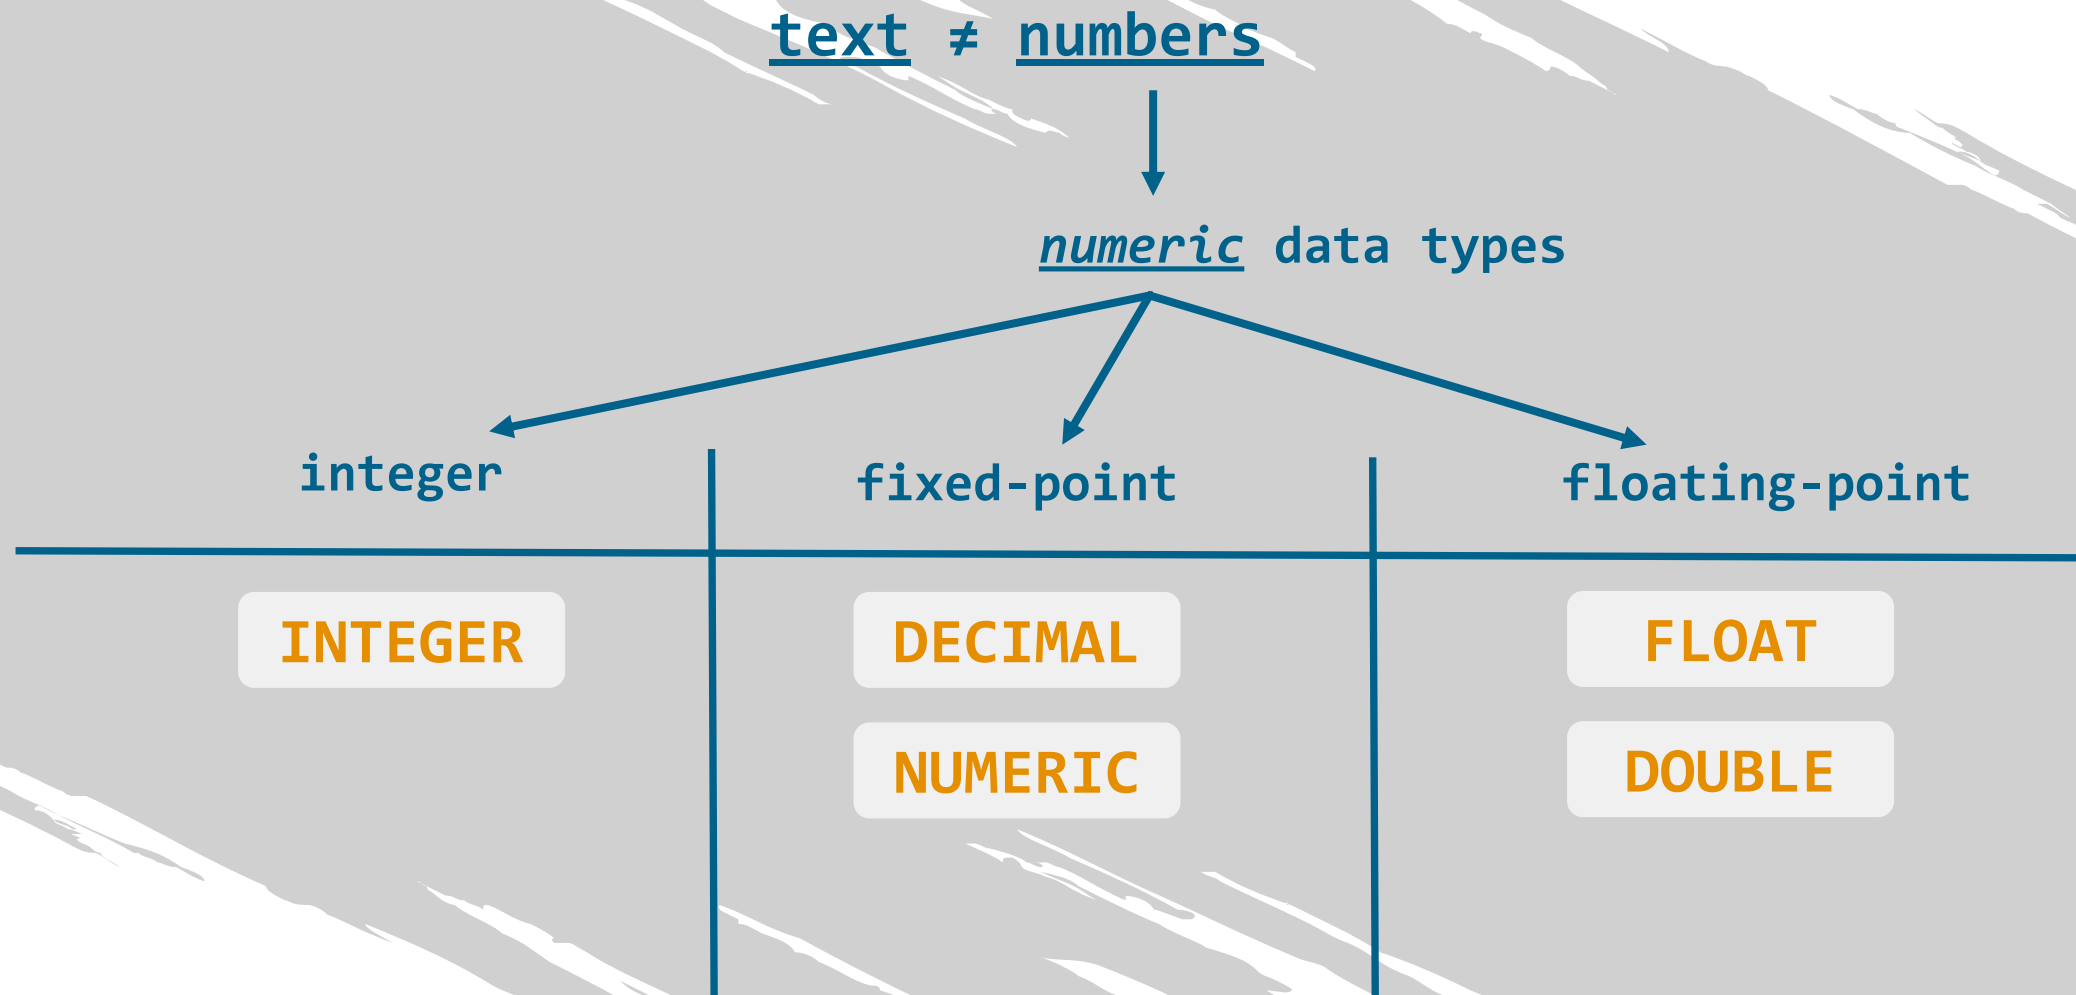 text ≠ numbers
numeric data types
integer
fixed-point
floating-point
INTEGER
DECIMAL
FLOAT
NUMERIC
DOUBLE